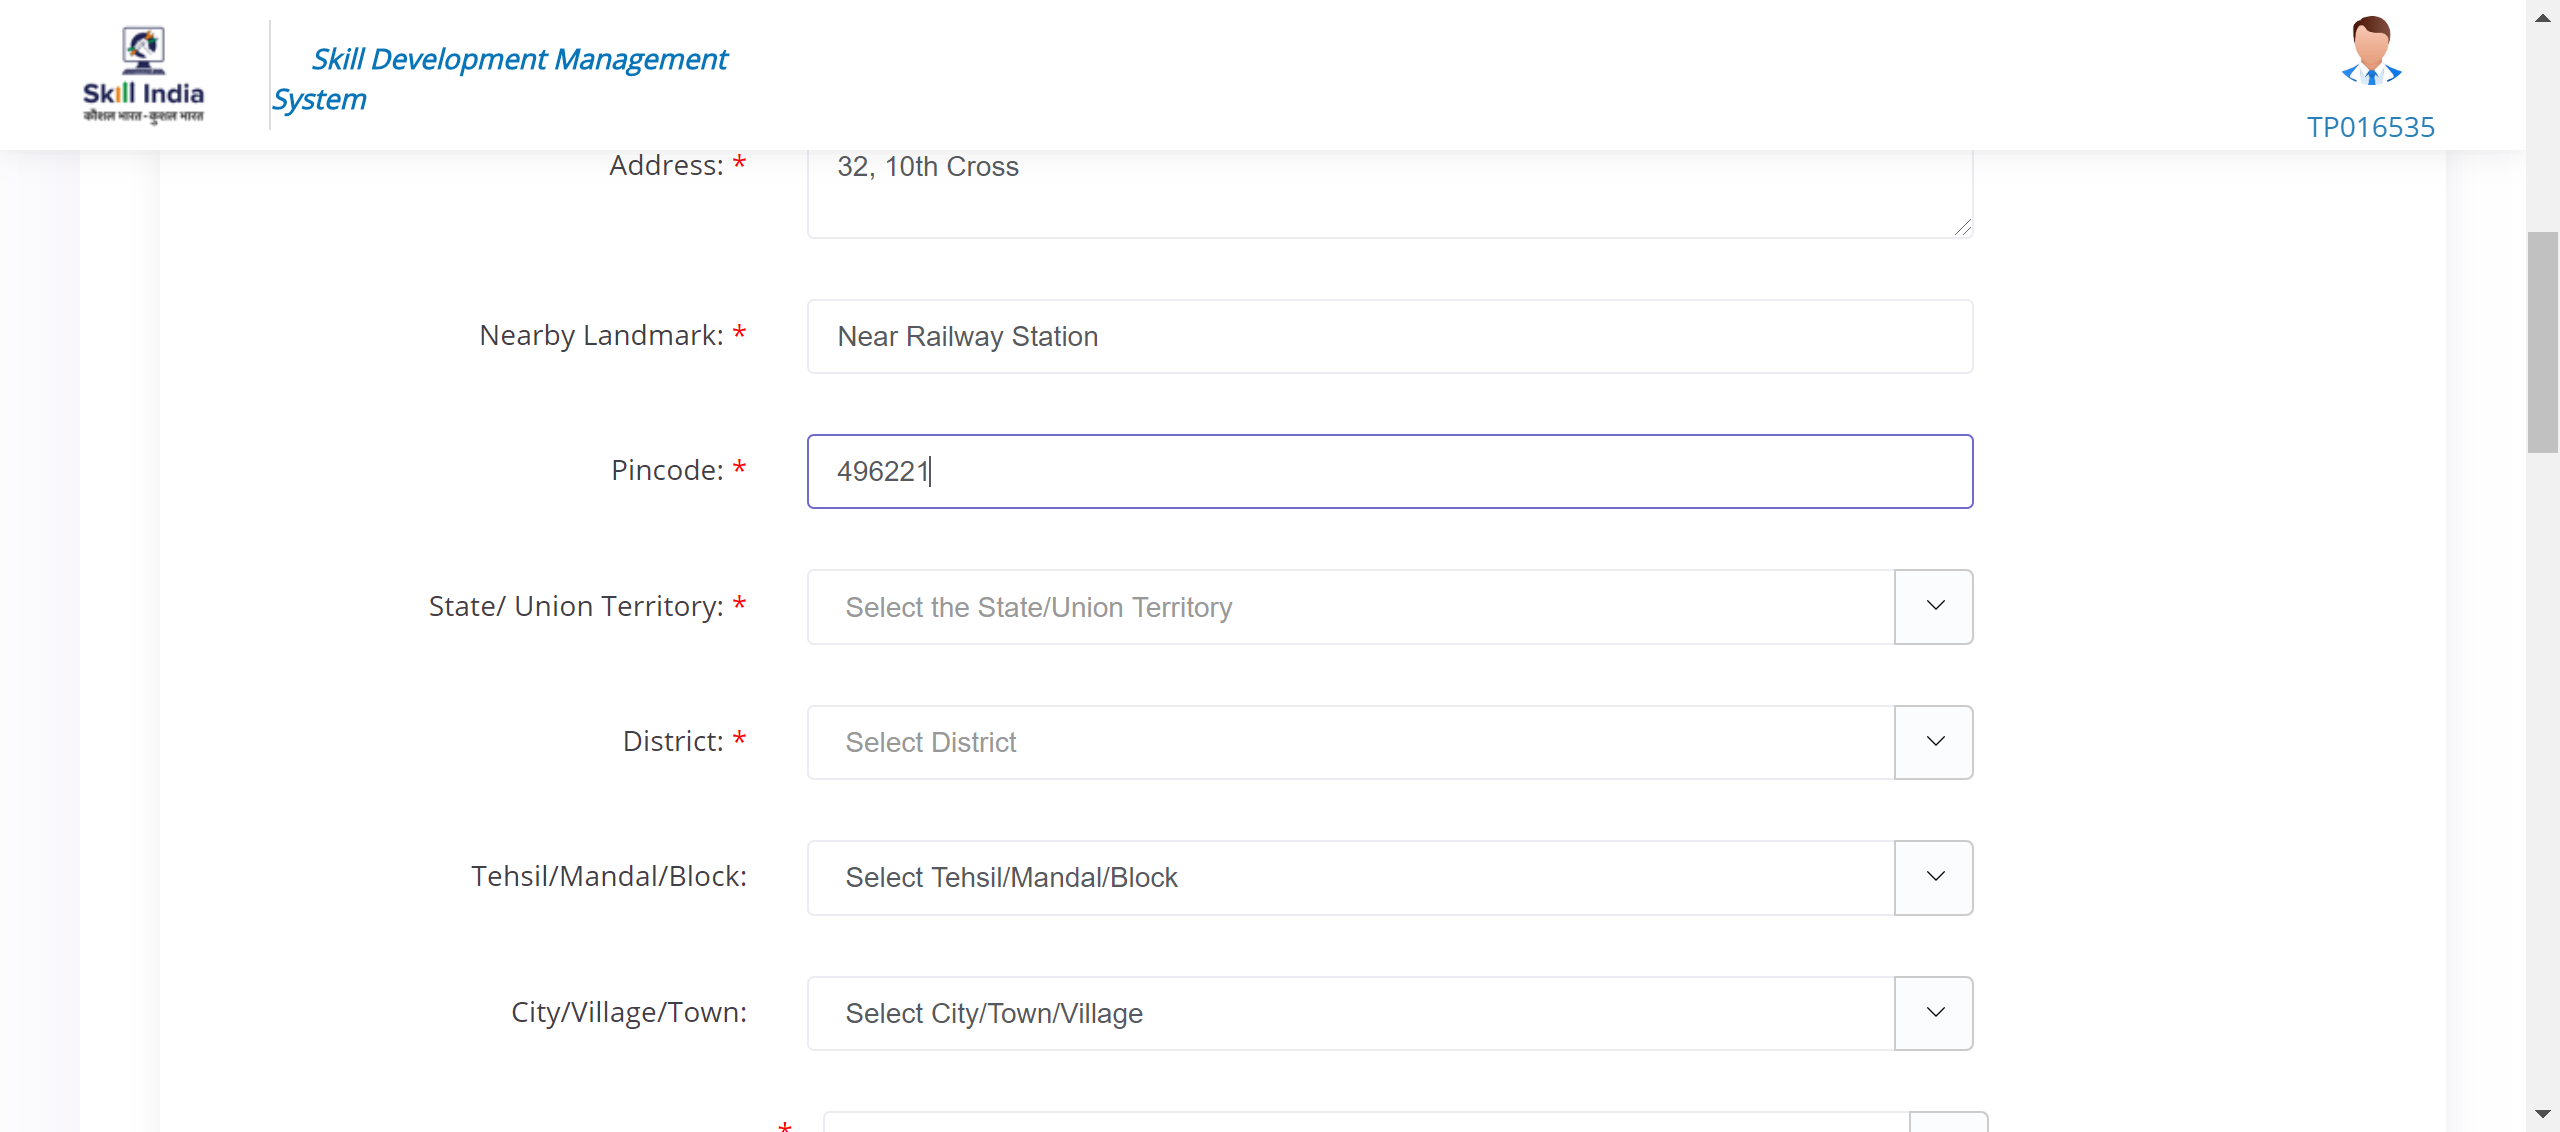 Skill India
कौशल भारत - कुशल भारत
Skill Development Management
System
TP016535
Address: *
32, 10th Cross
Nearby Landmark: *
Near Railway Station
Pincode: *
496221
State/ Union Territory: *
Select the State/Union Territory
District: *
Select District
Tehsil/Mandal/Block:
Select Tehsil/Mandal/Block
City/Village/Town:
Select City/Town/Village
*